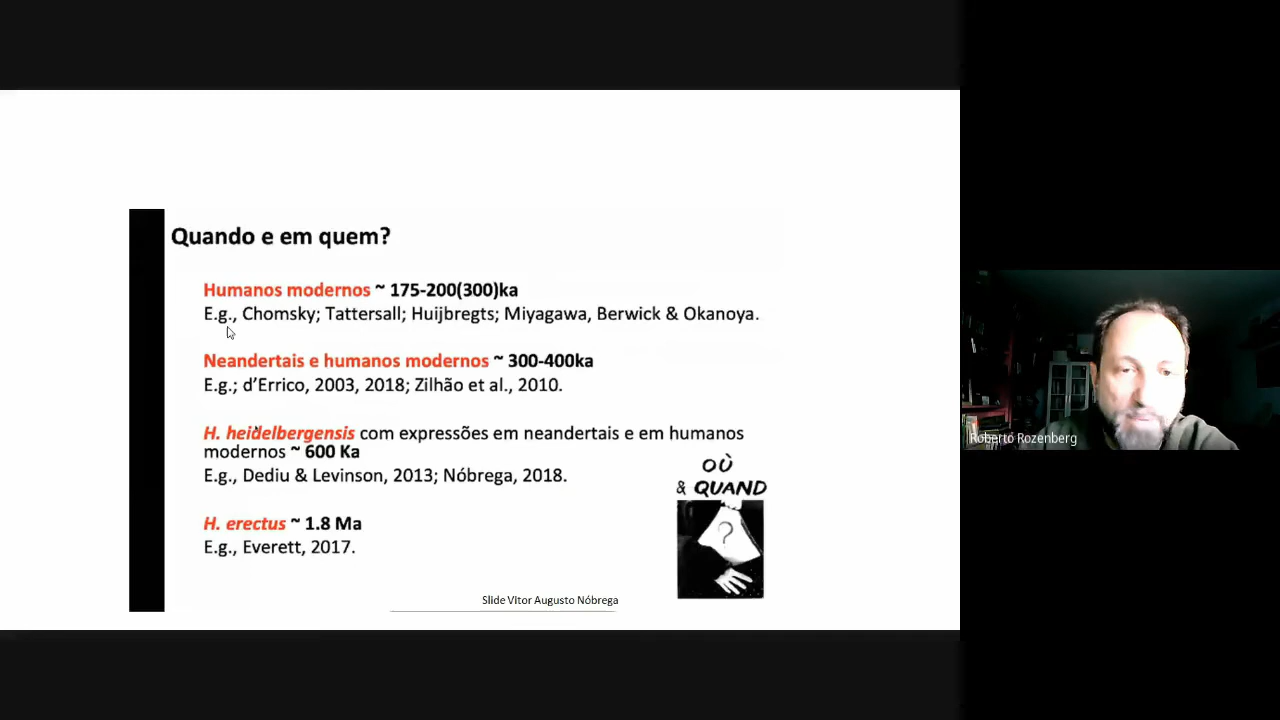 Quando e em quem?
Humanos modernos ~ 175-200(300)ka
E.g., Chomsky; Tattersall; Huijbregts; Miyagawa, Berwick & Okanoya.
Neandertais e humanos modernos ~ 300-400ka
E.g.; d'Errico, 2003, 2018; Zilhão et al., 2010.
H. heidelbergensis com expressões em neandertais e em humanos
modernos ~ 600 Ka
E.g., Dediu & Levinson, 2013; Nóbrega, 2018.
H. erectus ~ 1.8 Ma
E.g., Everett, 2017.
OÙ
& QUAND
?
Slide Vitor Augusto Nóbrega
Roberto Rozenberg